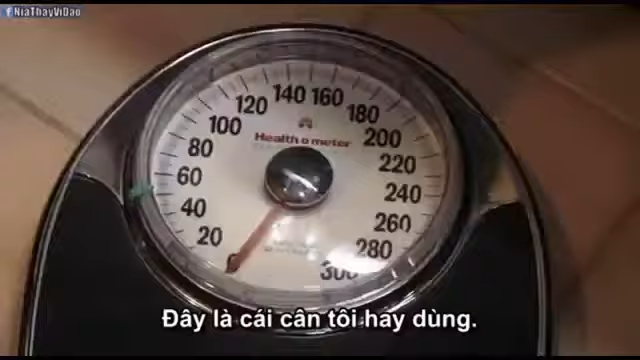 NiaThayViDao
140 160
120 180
100 200
Health o meter
80 220
60 240
40 260
20 280
300
Đây là cái cân tôi hay dùng.